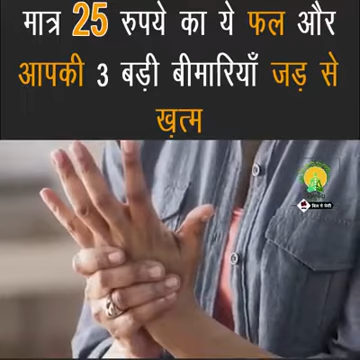 मात्र 25 रुपये का ये फल और
आपकी 3 बड़ी बीमारियाँ जड़ से
ख़त्म